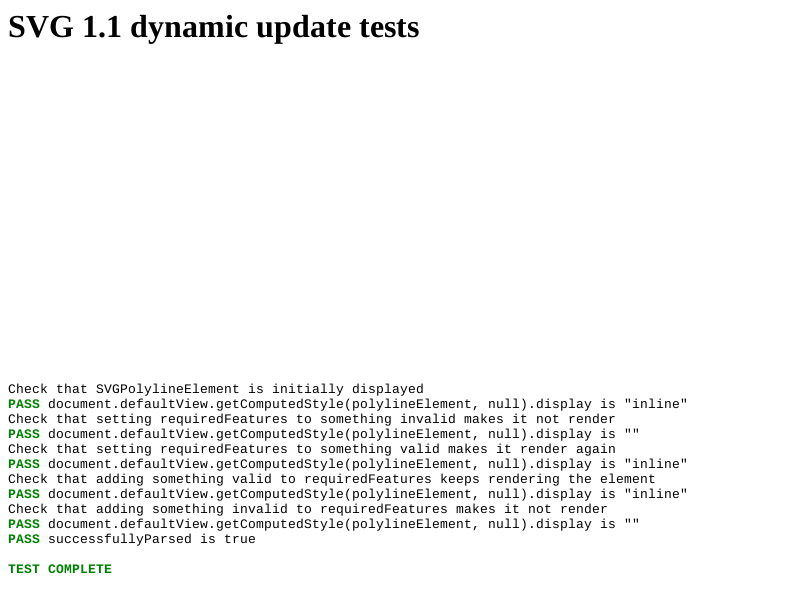 SVG 1.1 dynamic update tests
Check that SVGPolylineElement is initially displayed
PASS document.defaultView.getComputedStyle(polylineElement, null).display is "inline"
Check that setting requiredFeatures to something invalid makes it not render
PASS document.defaultView.getComputedStyle(polylineElement, null).display is ""
Check that setting requiredFeatures to something valid makes it render again
PASS document.defaultView.getComputedStyle(polylineElement, null).display is "inline"
Check that adding something valid to requiredFeatures keeps rendering the element
PASS document.defaultView.getComputedStyle(polylineElement, null).display is "inline"
Check that adding something invalid to requiredFeatures makes it not render
PASS document.defaultView.getComputedStyle(polylineElement, null).display is ""
PASS successfullyParsed is true
TEST COMPLETE